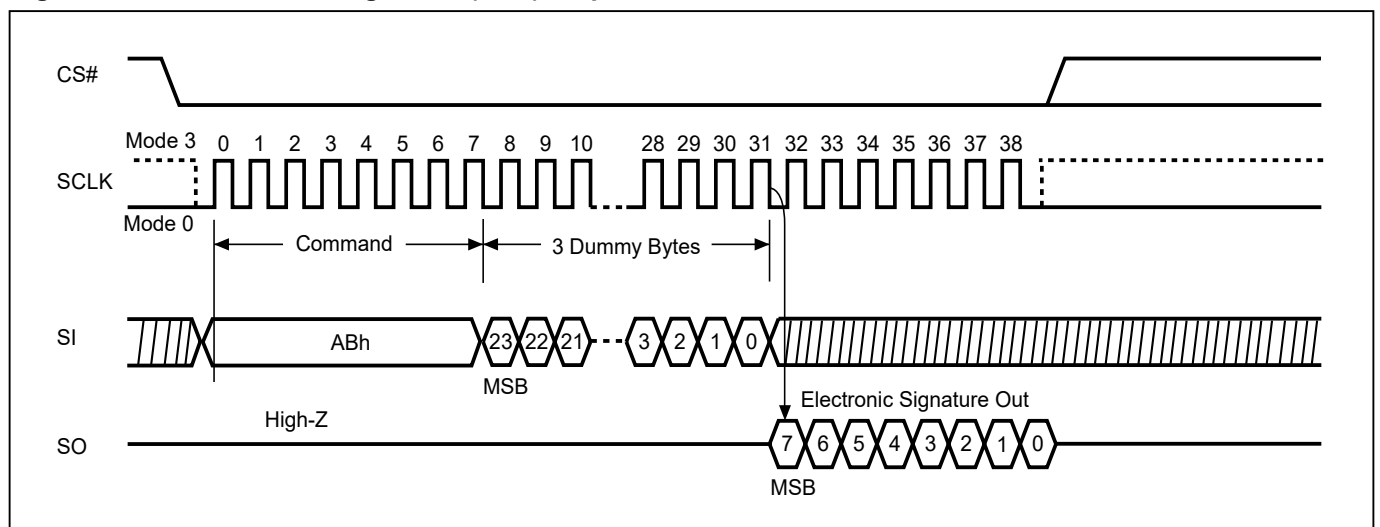 CS#
Mode 3 0 1 2 3 4 5 6 7 8 9 10 28 29 30 31 32 33 34 35 36 37 38
SCLK
Mode 0
Command 3 Dummy Bytes
SI ABh 23 22 21 3 2 1 0
MSB
Electronic Signature Out
High-Z
SO 7 6 5 4 3 2 1 0
MSB